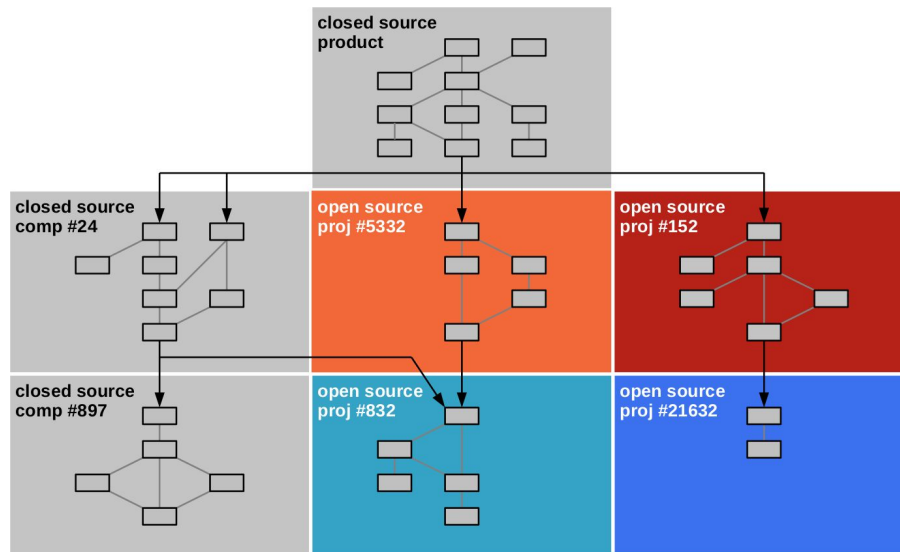 closed source
product
closed source
comp #24
open source
proj #5332
open source
proj #152
closed source
comp #897
open source
proj #832
open source
proj #21632